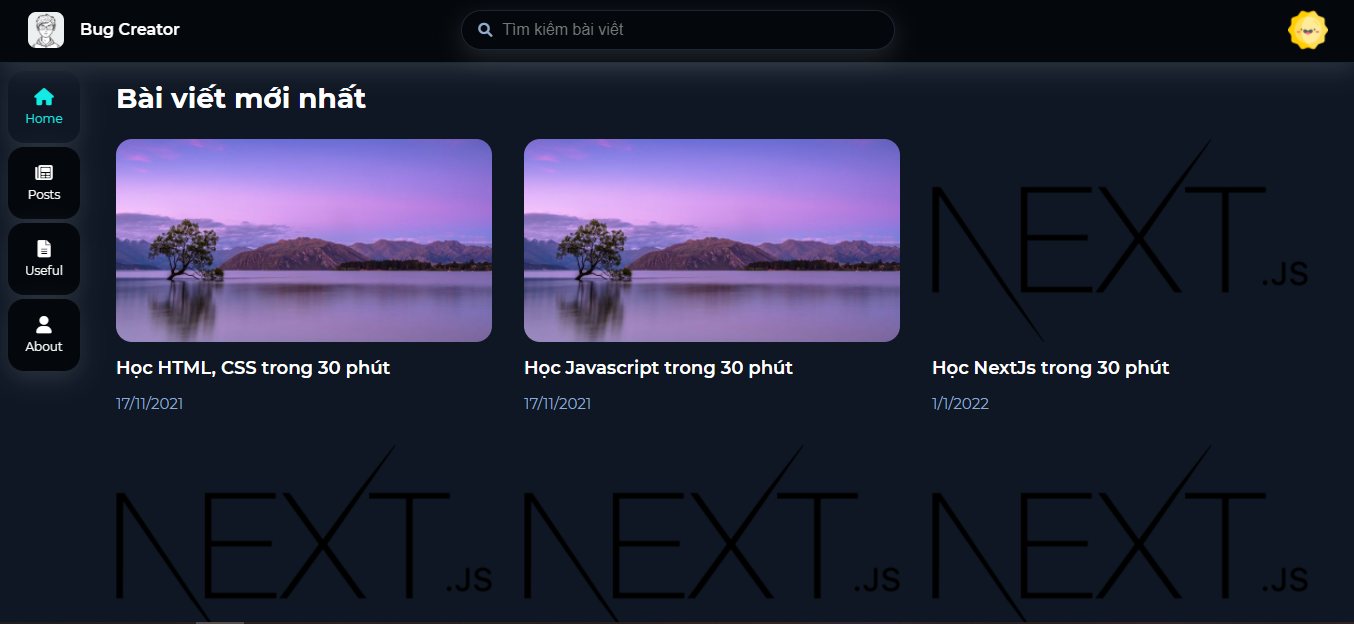 Bug Creator
Tìm kiếm bài viết
Home
Posts
Useful
About
Bài viết mới nhất
NEXT.JS
Học HTML, CSS trong 30 phút
Học Javascript trong 30 phút
Học NextJs trong 30 phút
17/11/2021
17/11/2021
1/1/2022
NEXT.JS
NEXT.JS
NEXT.JS